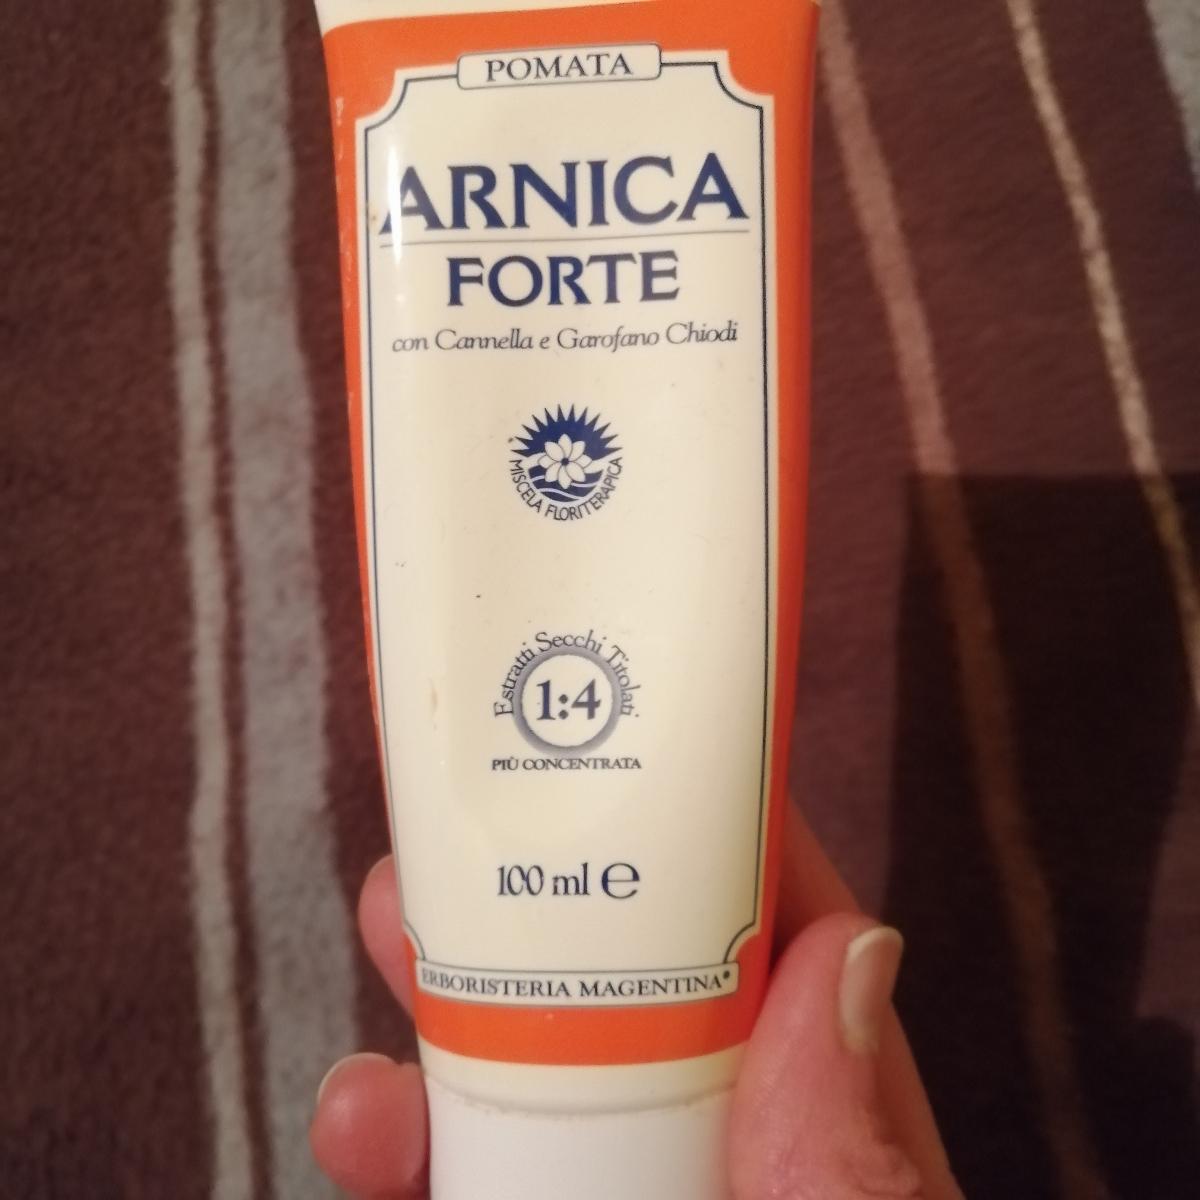 POMATA
ARNICA
FORTE
con Cannella e Garofano Chiodi
MISCELA FLORITERAPICA
Estratti Secchi Titolati
1:4
PIÙ CONCENTRATA
100 ml ℮
ERBORISTERIA MAGENTINA®